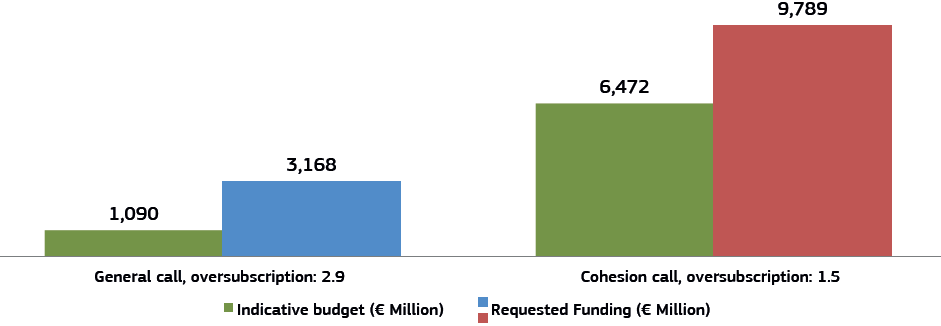 9,789
6,472
3,168
1,090
General call, oversubscription: 2.9
Cohesion call, oversubscription: 1.5
Indicative budget (€ Million)
Requested Funding (€ Million)